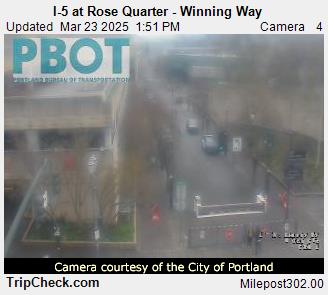 I-5 at Rose Quarter - Winning Way
Updated  Mar 23 2025  1:51 PM
Camera  4
PBOT
PORTLAND BUREAU OF TRANSPORTATION
Camera courtesy of the City of Portland
TripCheck.com
Milepost302.00